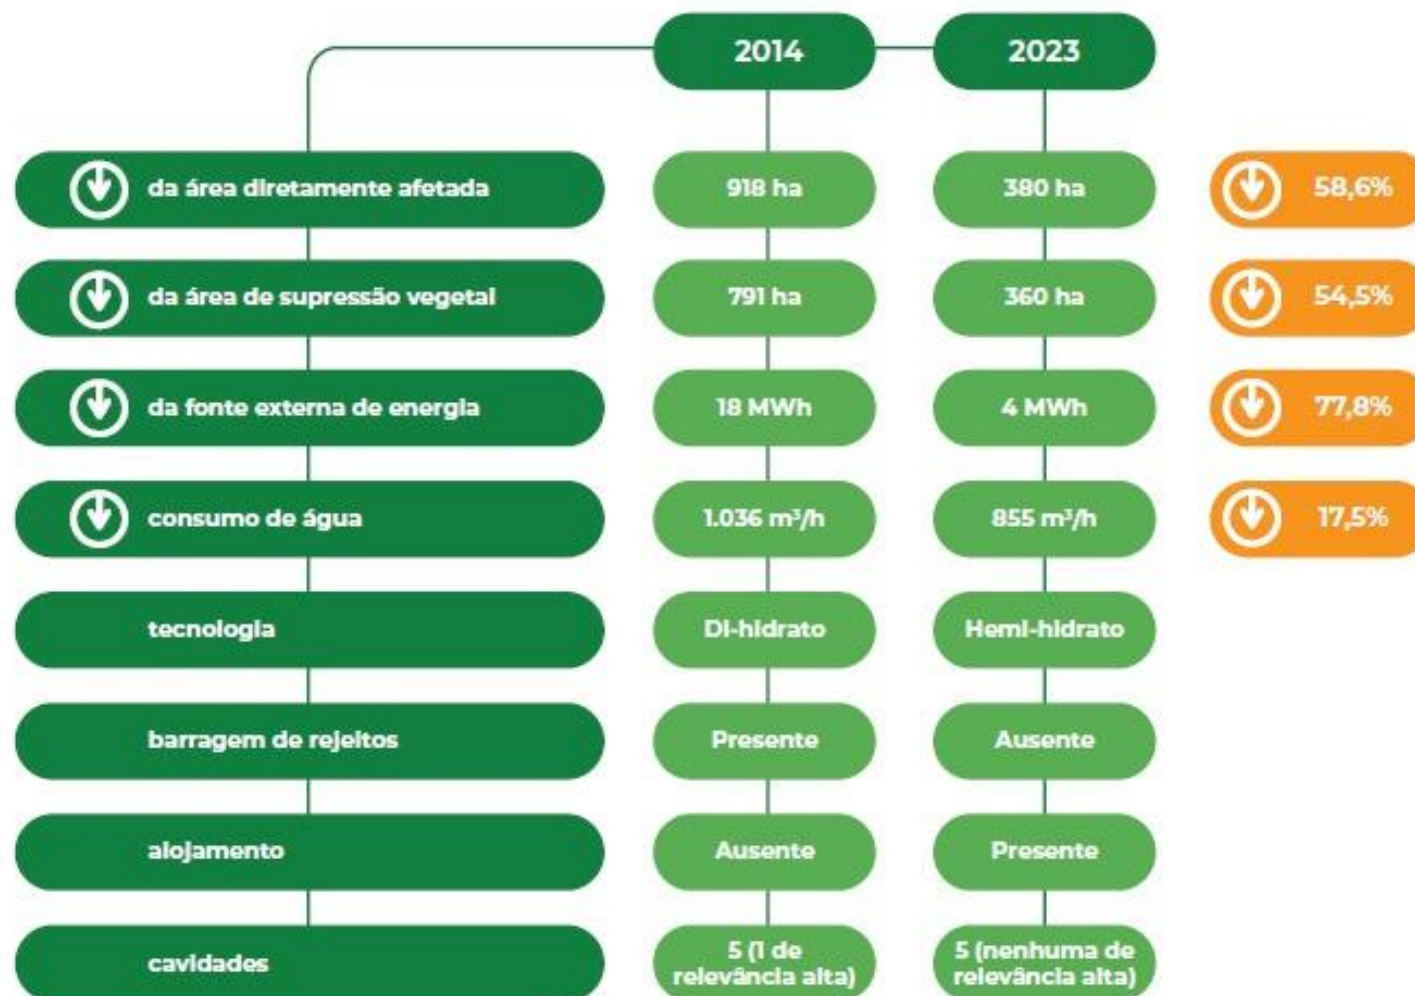 2014 2023
da área diretamente afetada 918 ha 380 ha 58,6%
da área de supressão vegetal 791 ha 360 ha 54,5%
da fonte externa de energia 18 MWh 4 MWh 77,8%
consumo de água 1.036 m³/h 855 m³/h 17,5%
tecnologia Di-hidrato Hemi-hidrato
barragem de rejeitos Presente Ausente
alojamento Ausente Presente
cavidades 5 (1 de relevância alta) 5 (nenhuma de relevância alta)